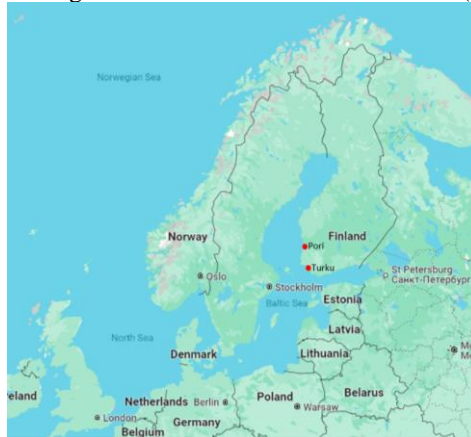 Norwegian Sea
Norway
Finland
Pori
Oslo
Turku
St Petersburg
Санкт-Петербург
Stockholm
Estonia
Baltic Sea
North Sea
Latvia
Denmark
Lithuania
eland
Netherlands
Berlin
Poland
Belarus
London
Germany
Warsaw
Belgium